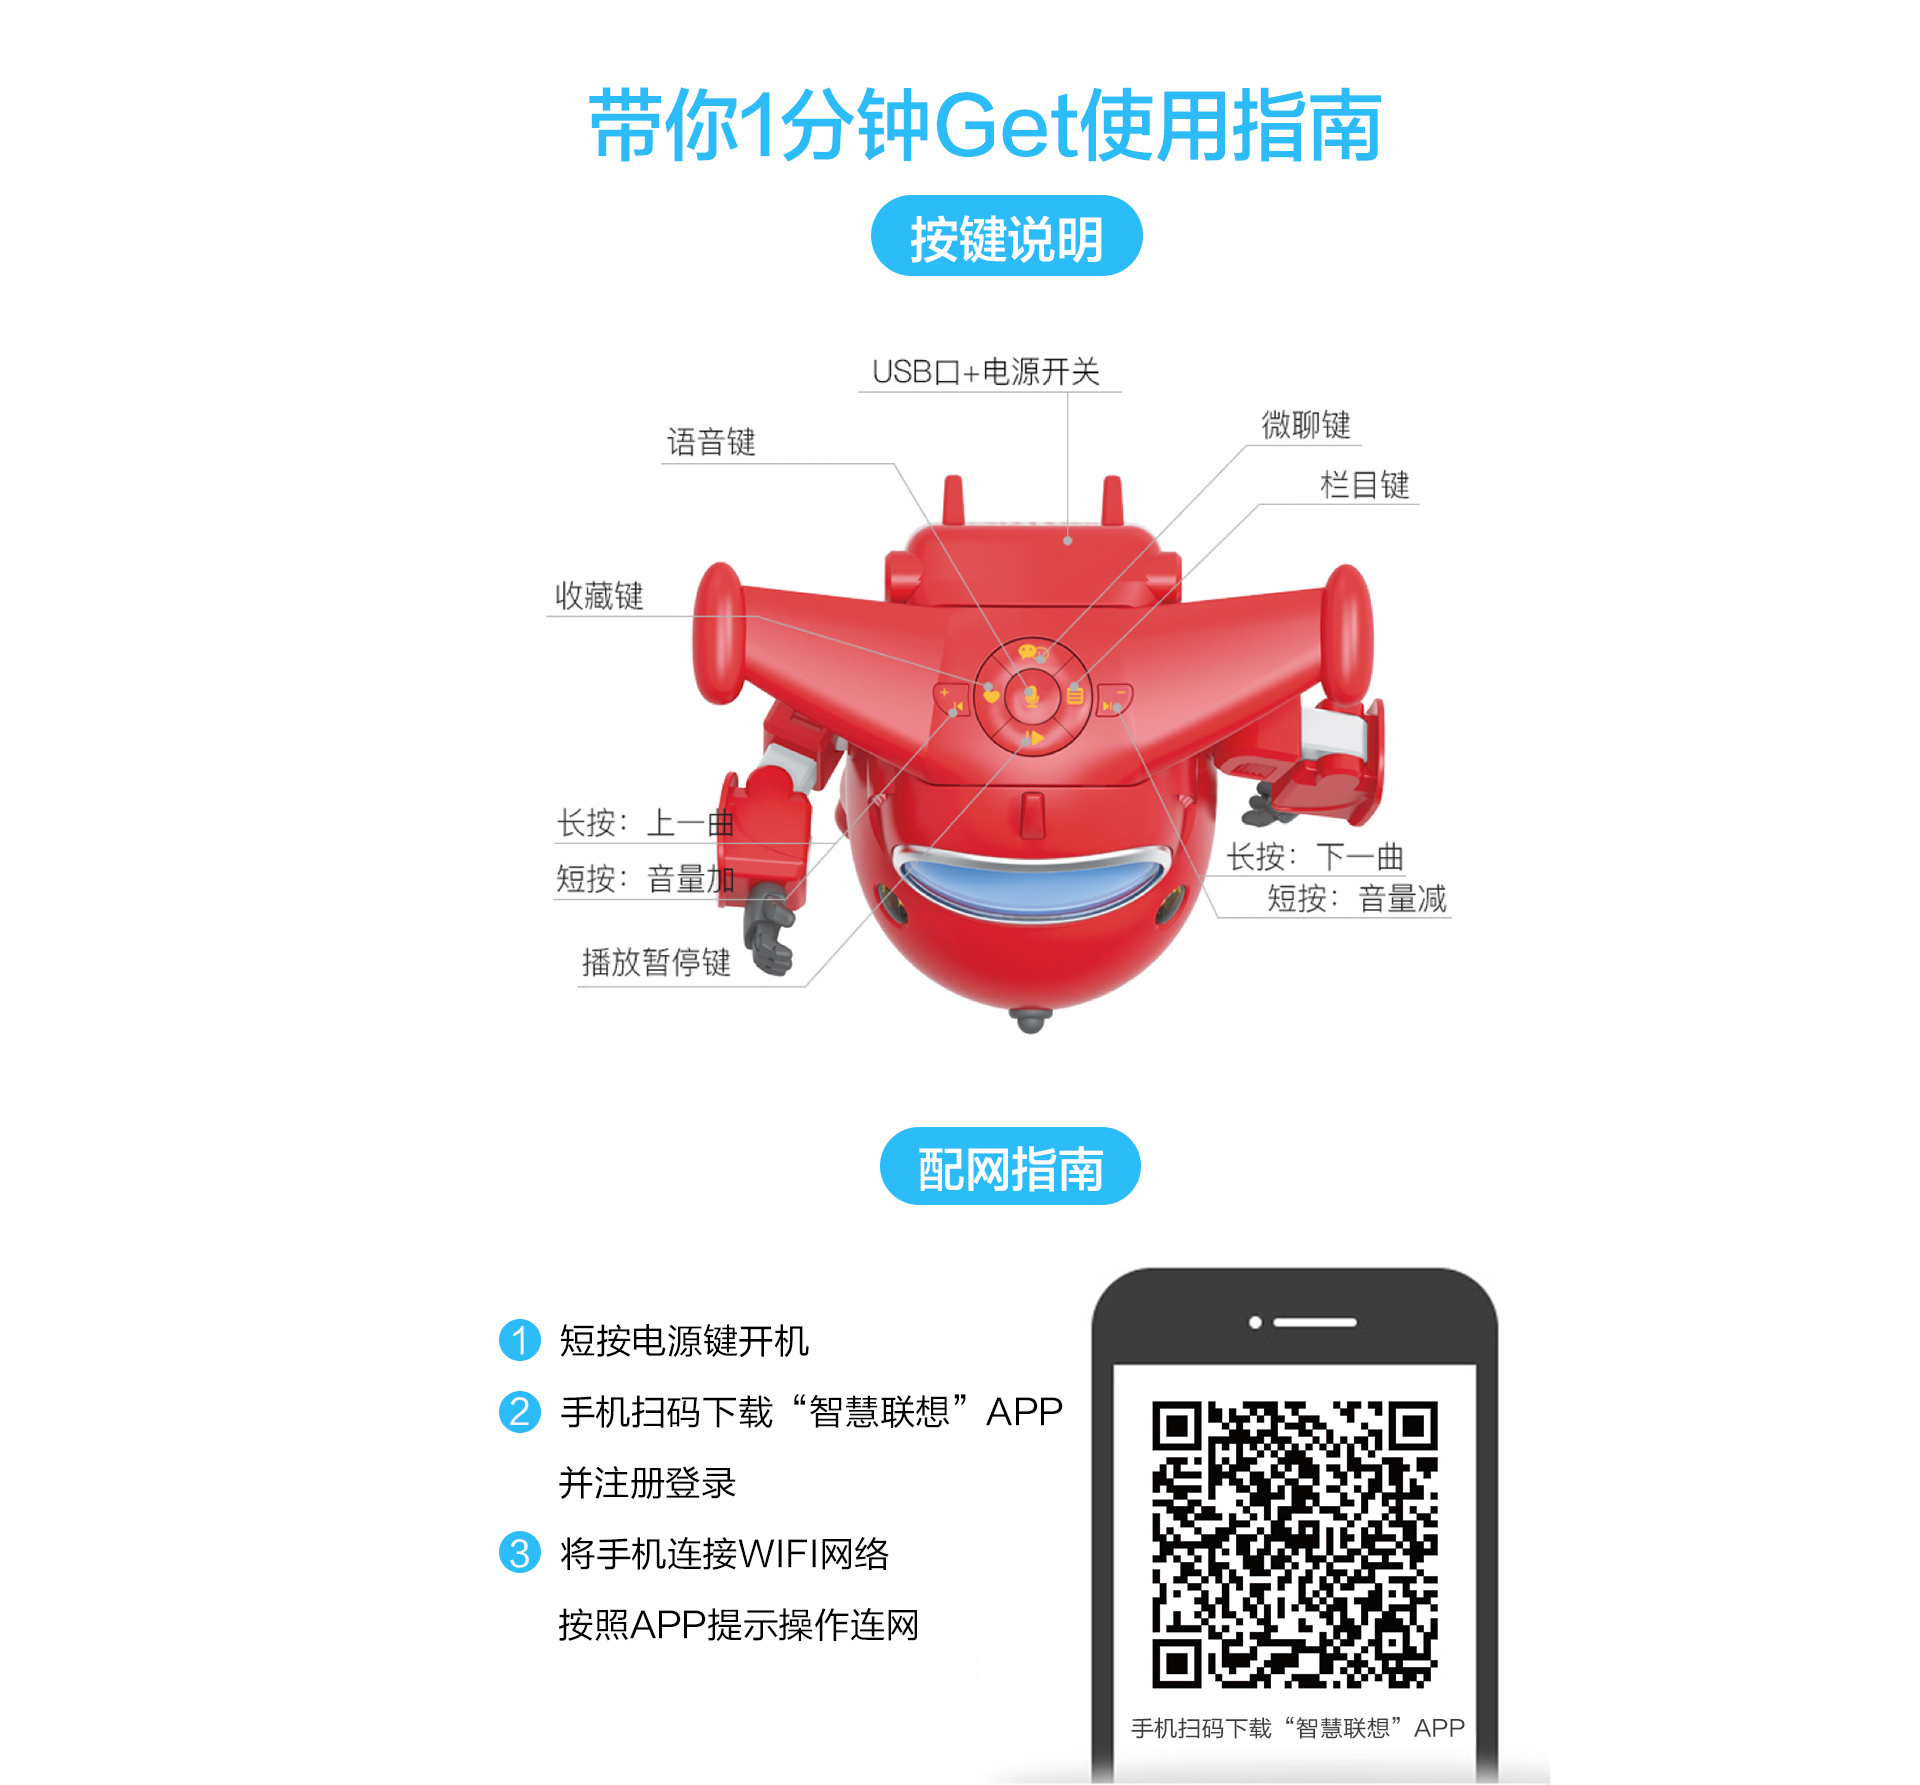 带你1分钟Get使用指南
按键说明
USB口+电源开关
微聊键
语音键
栏目键
收藏键
长按：上一曲
短按：音量加
长按：下一曲
短按：音量减
播放暂停键
配网指南
1 短按电源键开机
2 手机扫码下载“智慧联想”APP
并注册登录
3 将手机连接WIFI网络
按照APP提示操作连网
手机扫码下载“智慧联想”APP